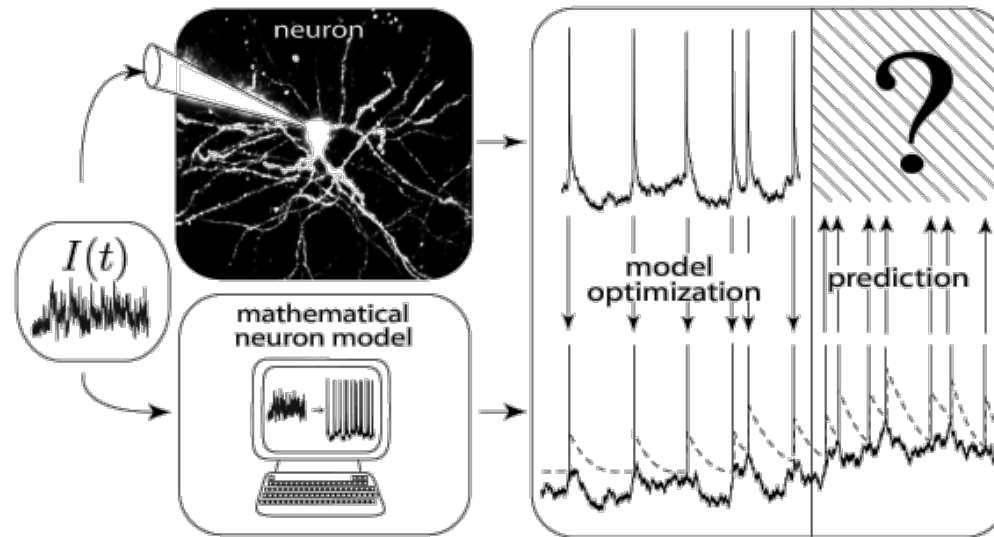 neuron
I(t)
mathematical
neuron model
?
model
optimization
prediction